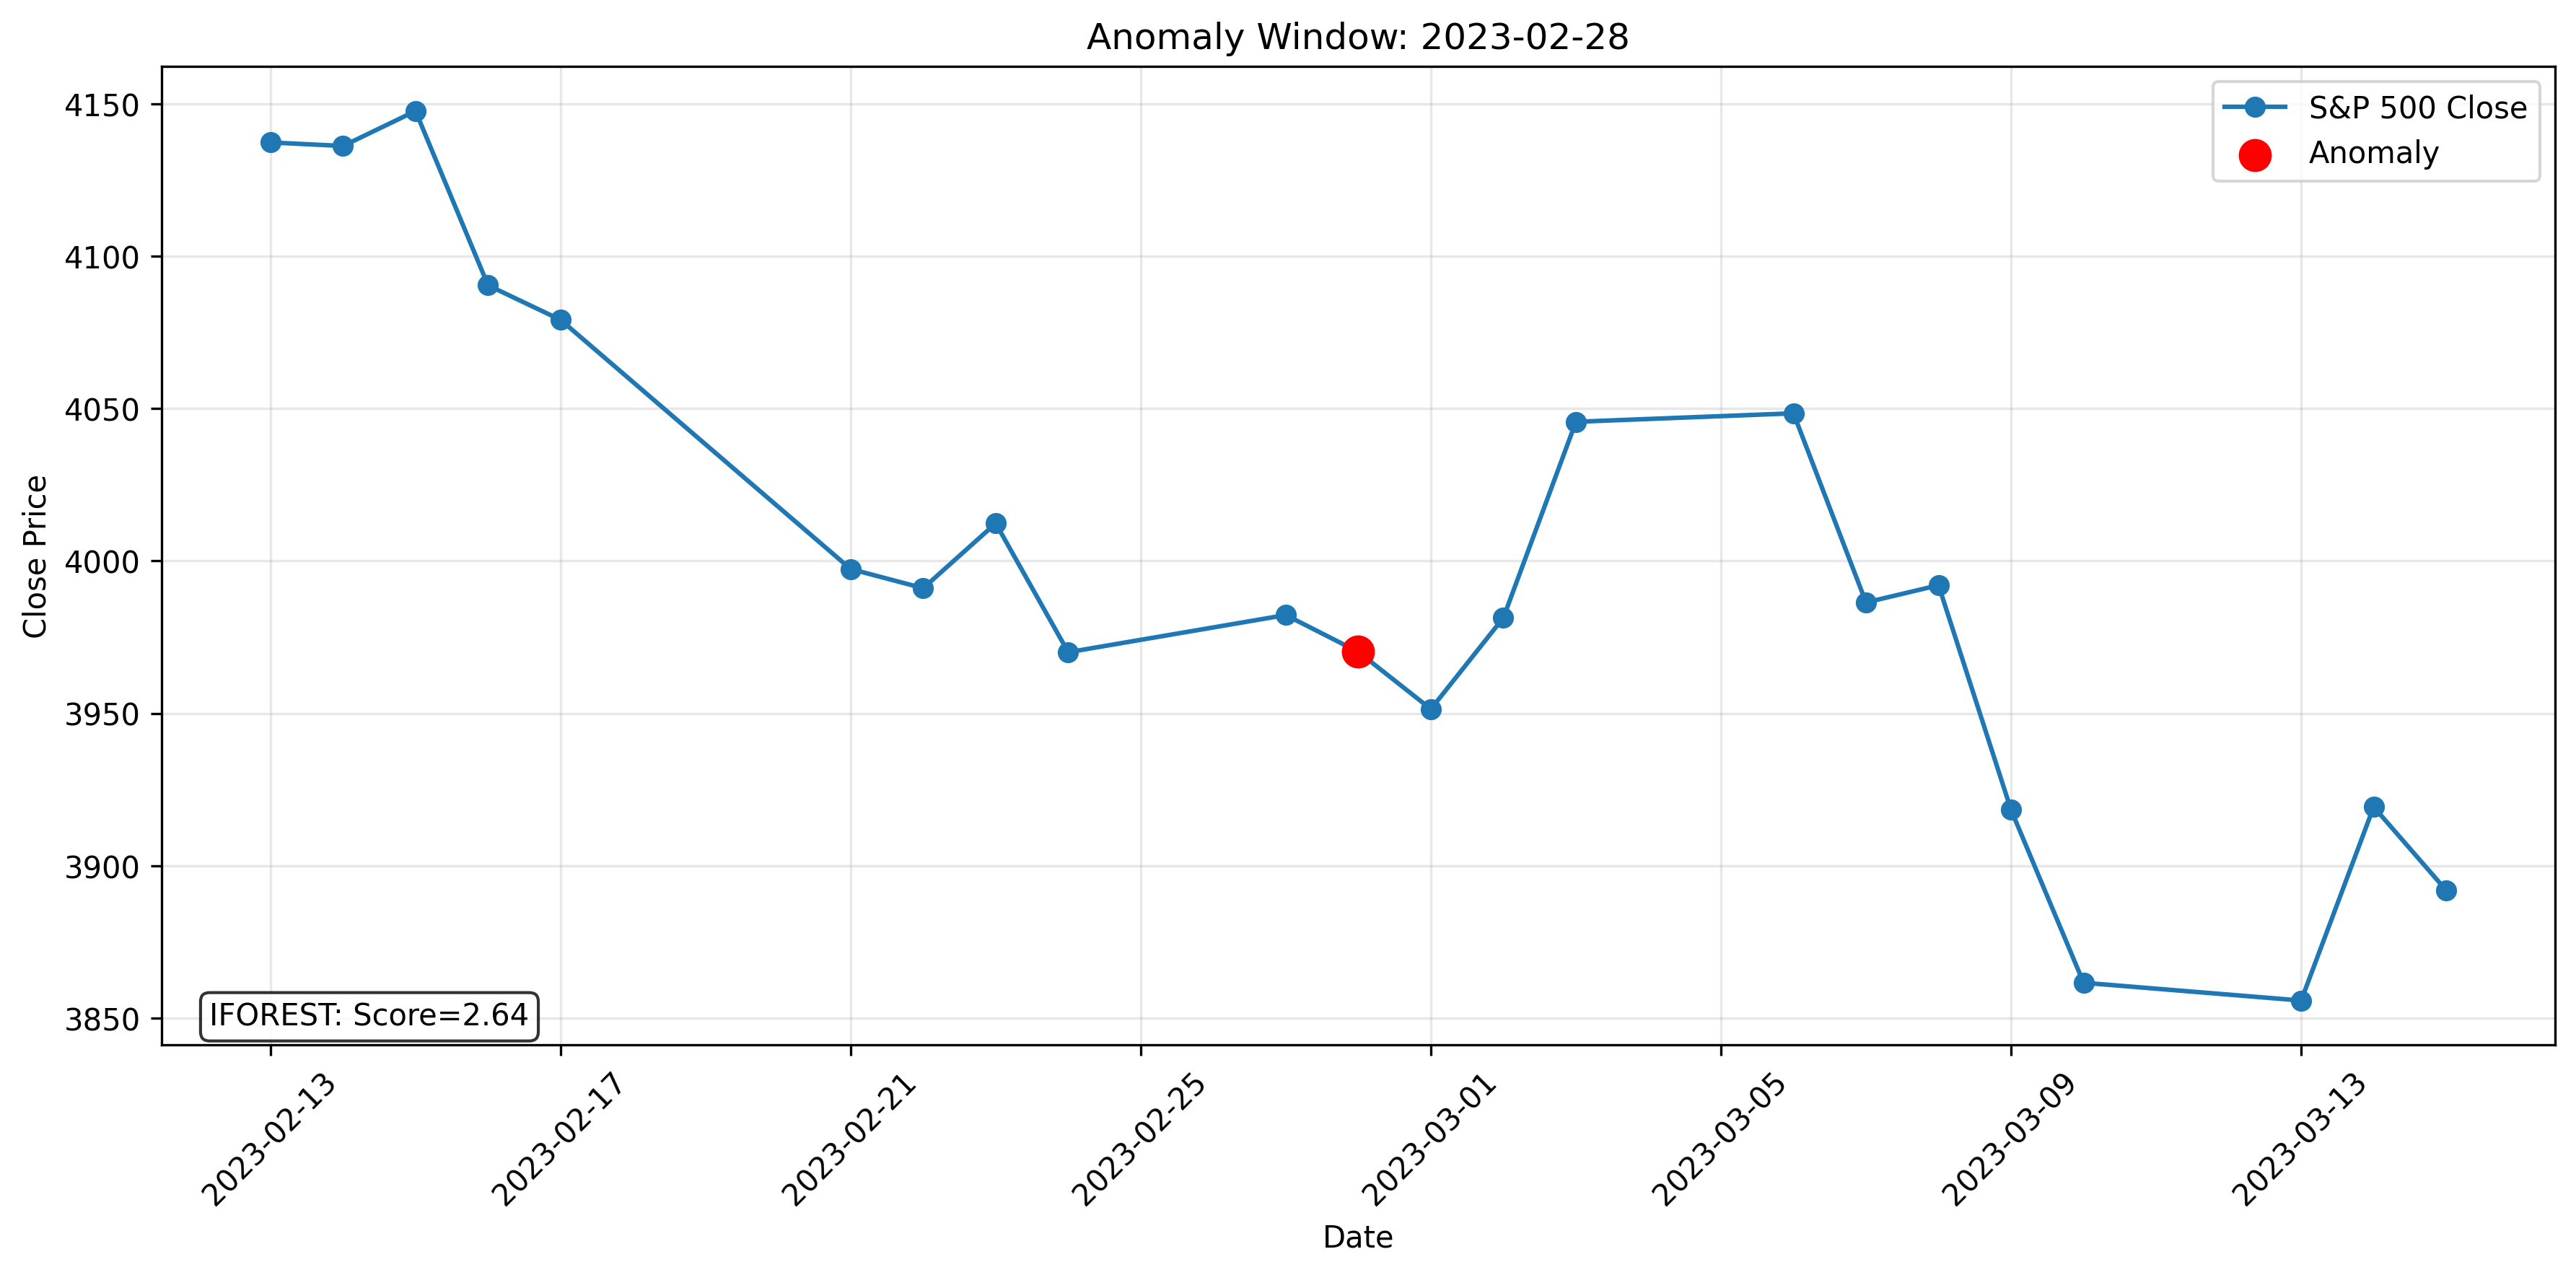 Anomaly Window: 2023-02-28
S&P 500 Close
Anomaly
Close Price
4150
4100
4050
4000
3950
3900
3850
IFOREST: Score=2.64
2023-02-13
2023-02-17
2023-02-21
2023-02-25
2023-03-01
2023-03-05
2023-03-09
2023-03-13
Date